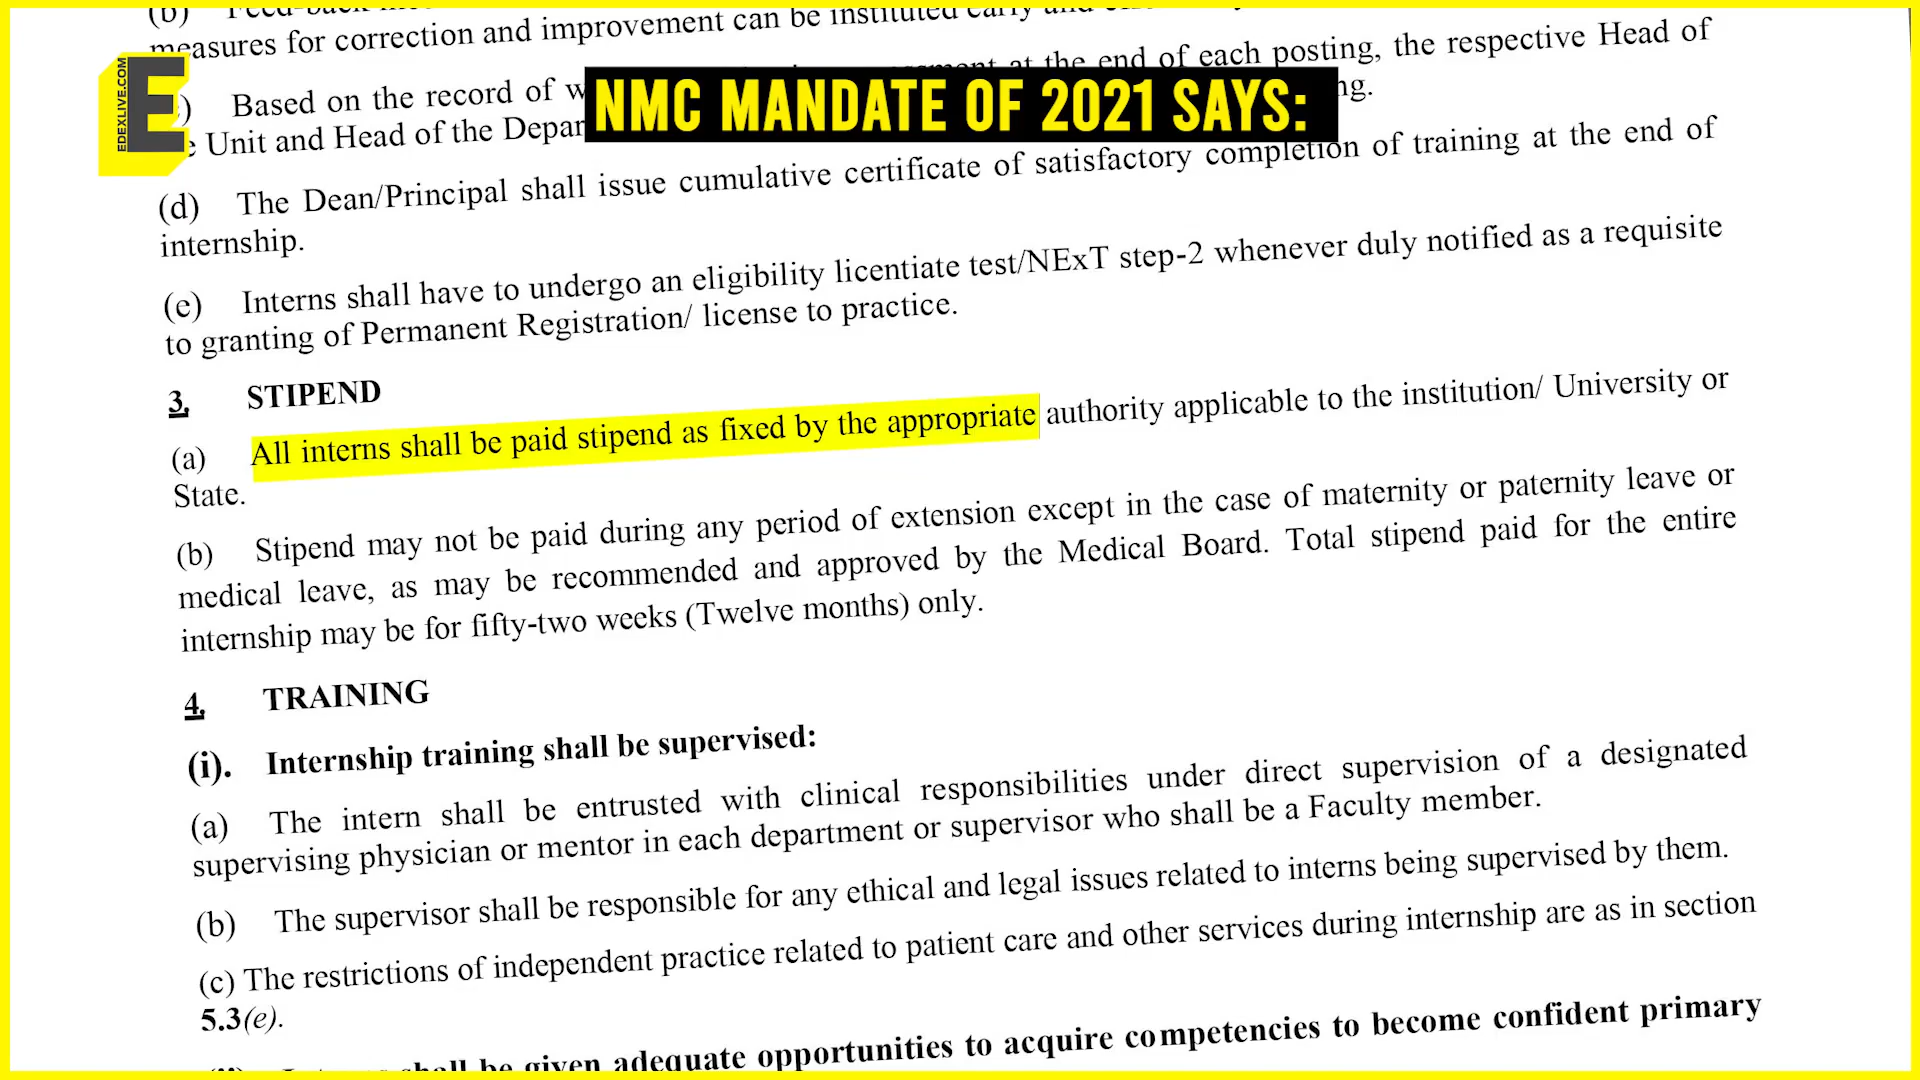 measures for correction and improvement can be instituted early and
Based on the record of at the end of each posting, the respective Head of
NMC MANDATE OF 2021 SAYS:
E
EDEXLIVE.COM
Unit and Head of the
(d) The Dean/Principal shall issue cumulative certificate of satisfactory completion of training at the end of
internship.
(e) Interns shall have to undergo an eligibility licentiate test/NExT step-2 whenever duly notified as a requisite
to granting of Permanent Registration/ license to practice.
3. STIPEND
(a) All interns shall be paid stipend as fixed by the appropriate authority applicable to the institution/ University or
State.
(b) Stipend may not be paid during any period of extension except in the case of maternity or paternity leave or
medical leave, as may be recommended and approved by the Medical Board. Total stipend paid for the entire
internship may be for fifty-two weeks (Twelve months) only.
4. TRAINING
(i). Internship training shall be supervised:
(a) The intern shall be entrusted with clinical responsibilities under direct supervision of a designated
supervising physician or mentor in each department or supervisor who shall be a Faculty member.
(b) The supervisor shall be responsible for any ethical and legal issues related to interns being supervised by them.
(c) The restrictions of independent practice related to patient care and other services during internship are as in section
5.3(e).
shall be given adequate opportunities to acquire competencies to become confident primary